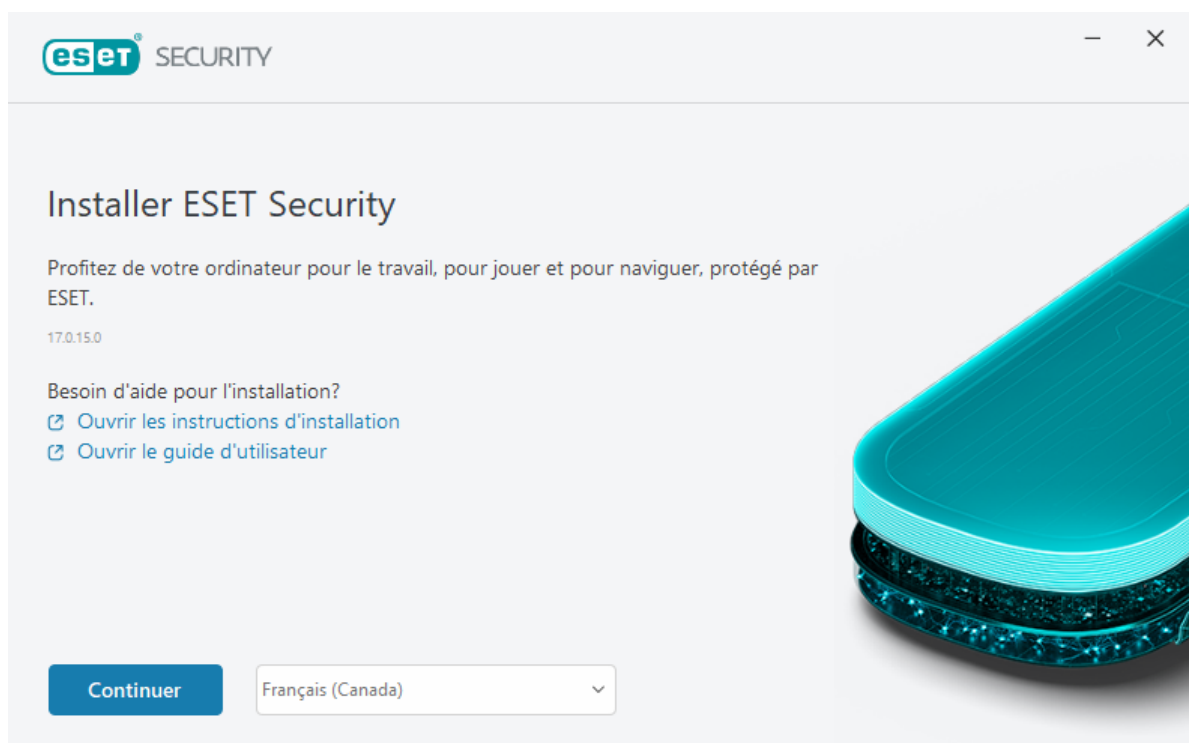 eset® SECURITY
Installer ESET Security
Profitez de votre ordinateur pour le travail, pour jouer et pour naviguer, protégé par
ESET.
17.0.15.0
Besoin d'aide pour l'installation?
Ouvrir les instructions d'installation
Ouvrir le guide d'utilisateur
Continuer
Français (Canada)